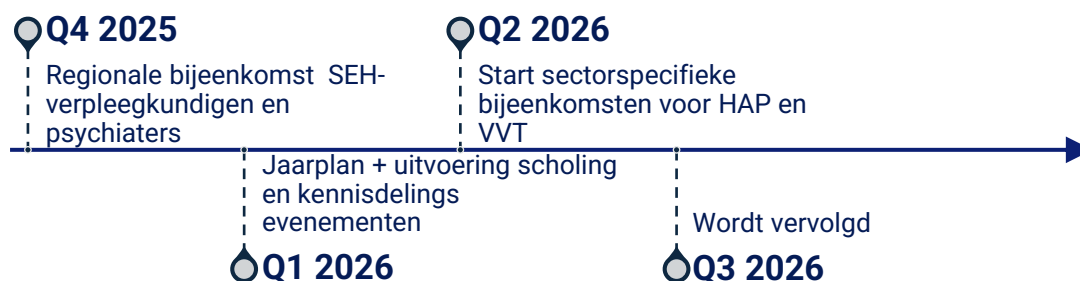 Q4 2025
Regionale bijeenkomst  SEH-
verpleegkundigen en
psychiaters
Q2 2026
Start sectorspecifieke
bijeenkomsten voor HAP en
VVT
Jaarplan + uitvoering scholing
en kennisdelings
evenementen
Q1 2026
Wordt vervolgd
Q3 2026